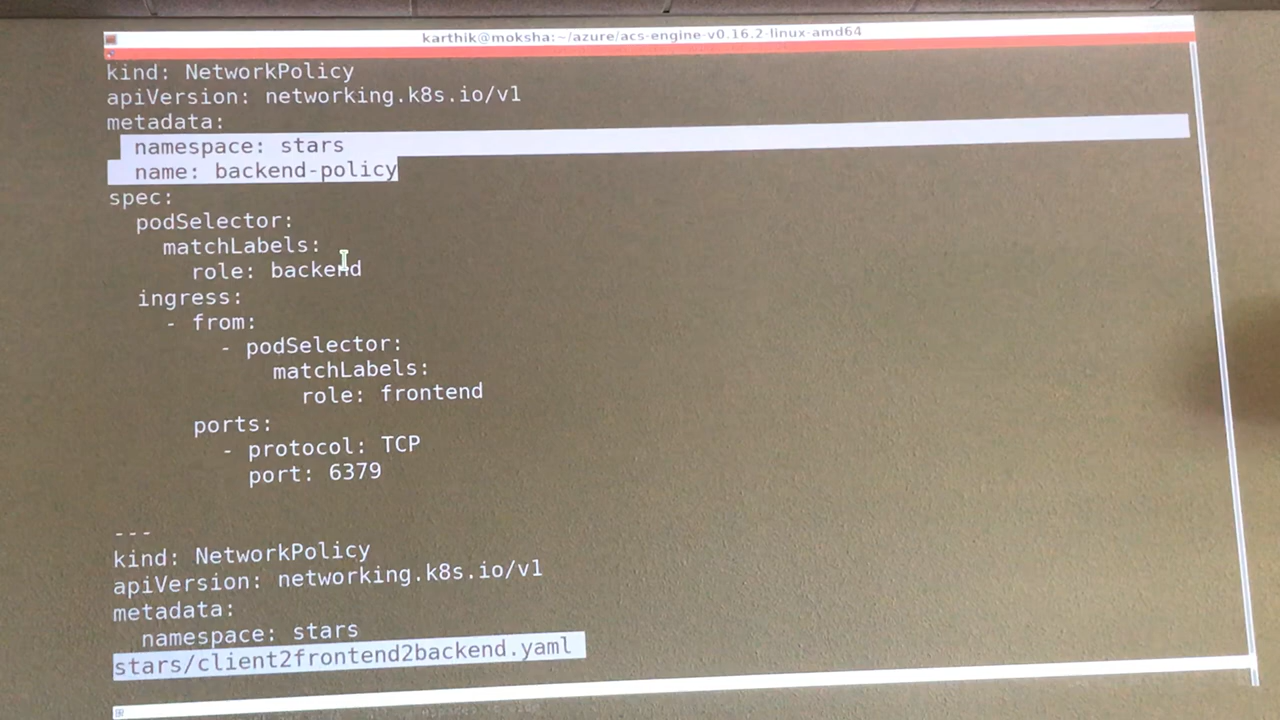 karthik@moksha:~/azure/acs-engine-v0.16.2-linux-amd64
kind: NetworkPolicy
apiVersion: networking.k8s.io/v1
metadata:
  namespace: stars
  name: backend-policy
spec:
  podSelector:
    matchLabels:
      role: backend
  ingress:
    - from:
        - podSelector:
            matchLabels:
              role: frontend
      ports:
        - protocol: TCP
          port: 6379

---
kind: NetworkPolicy
apiVersion: networking.k8s.io/v1
metadata:
  namespace: stars
stars/client2frontend2backend.yaml